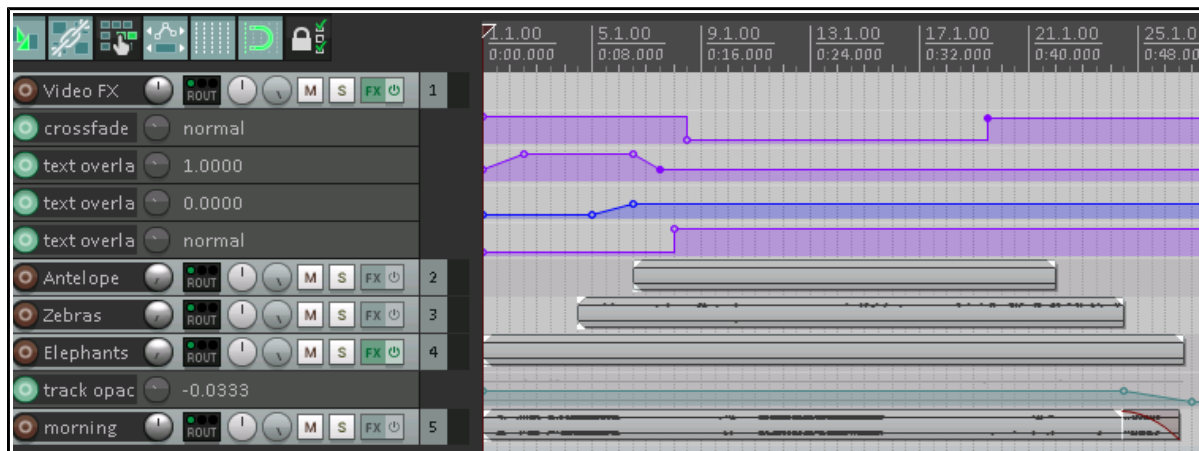 1.1.00 5.1.00 9.1.00 13.1.00 17.1.00 21.1.00 25.1.0
0:00.000 0:08.000 0:16.000 0:24.000 0:32.000 0:40.000 0:48.00
Video FX ROUT M S FX 1
crossfade normal
text overla 1.0000
text overla 0.0000
text overla normal
Antelope ROUT M S FX 2
Zebras ROUT M S FX 3
Elephants ROUT M S FX 4
track opac -0.0333
morning ROUT M S FX 5